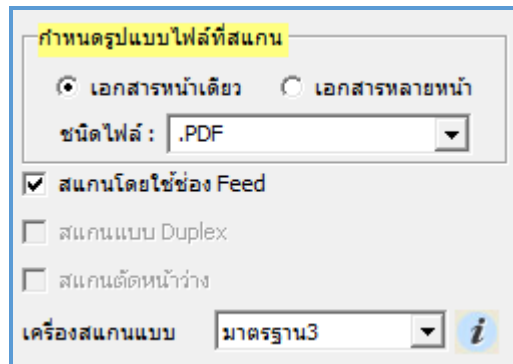 กำหนดรูปแบบไฟล์ที่สแกน
เอกสารหน้าเดียว เอกสารหลายหน้า
ชนิดไฟล์ : .PDF
สแกนโดยใช้ช่อง Feed
สแกนแบบ Duplex
สแกนตัดหน้าว่าง
เครื่องสแกนแบบ มาตรฐาน3 i